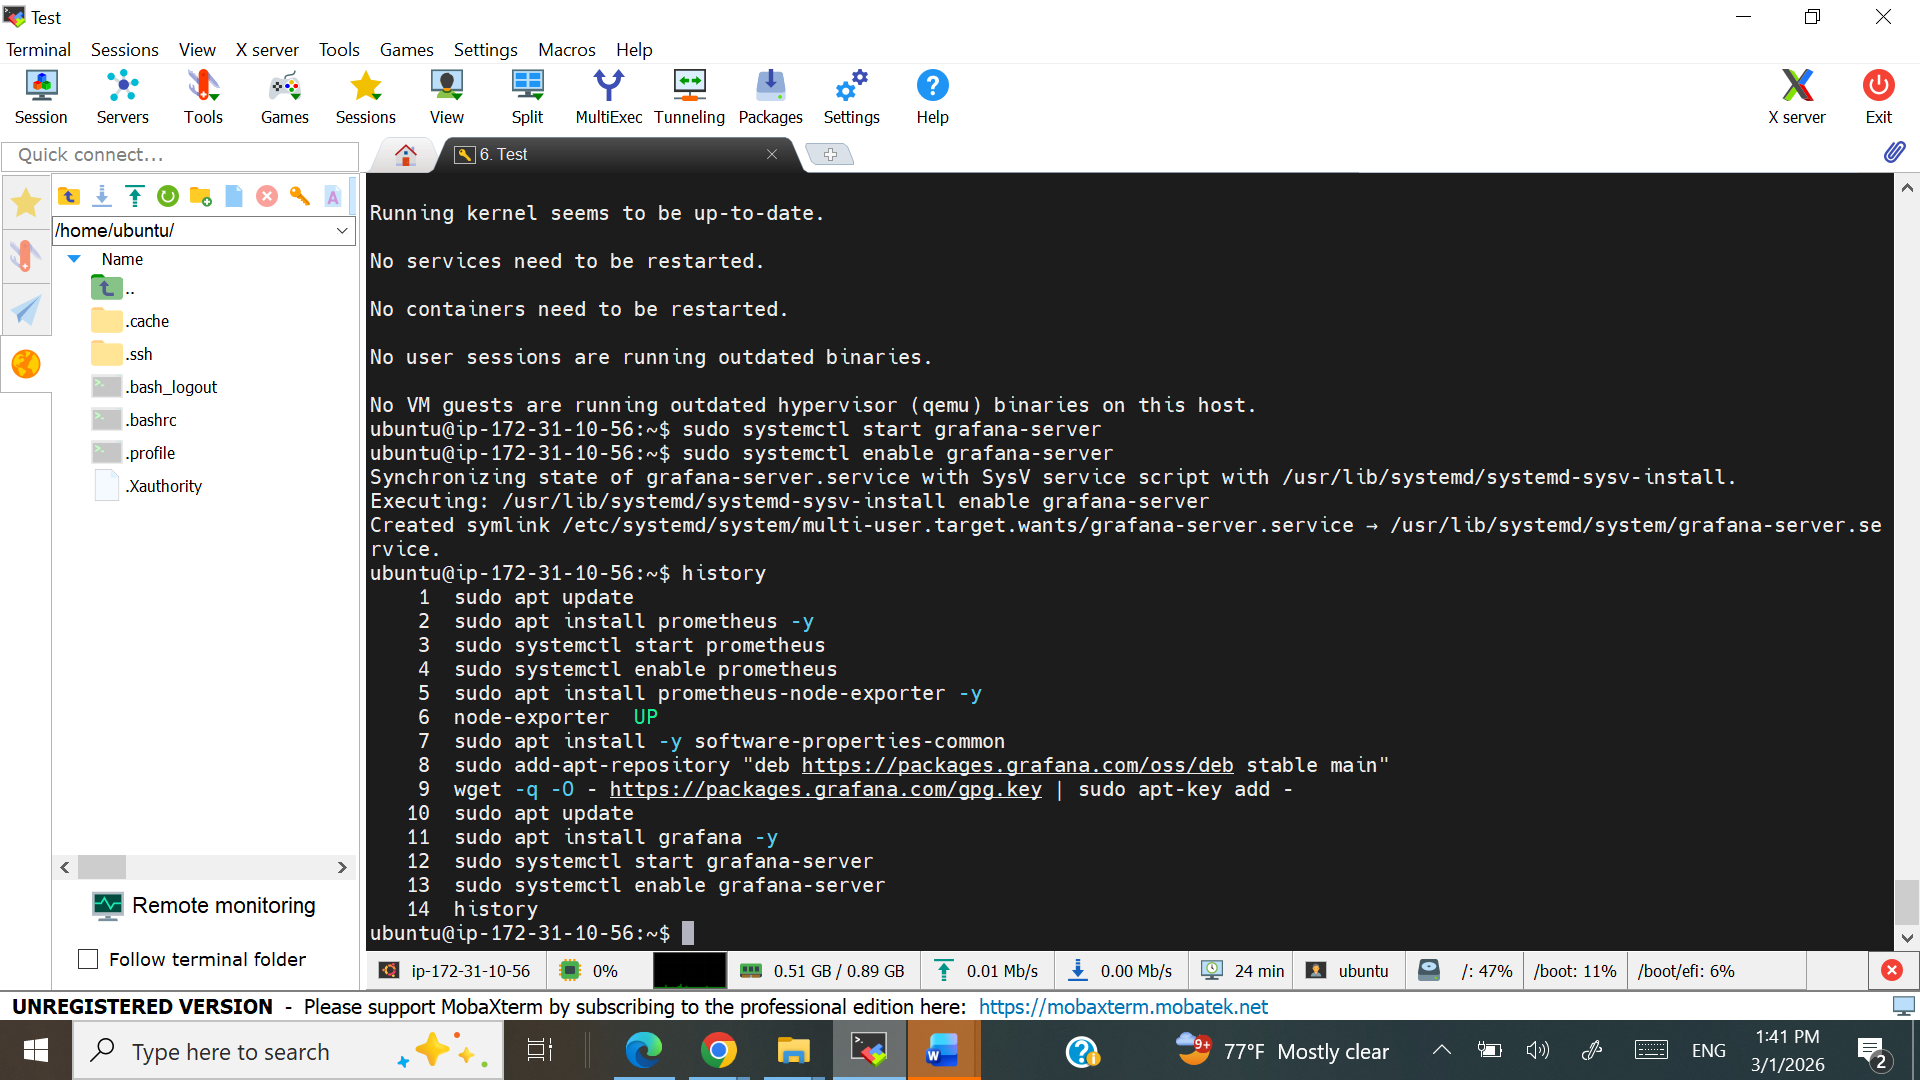 Test
Terminal Sessions View X server Tools Games Settings Macros Help
Session Servers Tools Games Sessions View Split MultiExec Tunneling Packages Settings Help X server Exit
Quick connect...
6. Test
/home/ubuntu/
Name
..
.cache
.ssh
.bash_logout
.bashrc
.profile
.Xauthority
Remote monitoring
Follow terminal folder
Running kernel seems to be up-to-date.
No services need to be restarted.
No containers need to be restarted.
No user sessions are running outdated binaries.
No VM guests are running outdated hypervisor (qemu) binaries on this host.
ubuntu@ip-172-31-10-56:~$ sudo systemctl start grafana-server
ubuntu@ip-172-31-10-56:~$ sudo systemctl enable grafana-server
Synchronizing state of grafana-server.service with SysV service script with /usr/lib/systemd/systemd-sysv-install.
Executing: /usr/lib/systemd/systemd-sysv-install enable grafana-server
Created symlink /etc/systemd/system/multi-user.target.wants/grafana-server.service → /usr/lib/systemd/system/grafana-server.se
rvice.
ubuntu@ip-172-31-10-56:~$ history
1 sudo apt update
2 sudo apt install prometheus -y
3 sudo systemctl start prometheus
4 sudo systemctl enable prometheus
5 sudo apt install prometheus-node-exporter -y
6 node-exporter UP
7 sudo apt install -y software-properties-common
8 sudo add-apt-repository "deb https://packages.grafana.com/oss/deb stable main"
9 wget -q -O - https://packages.grafana.com/gpg.key | sudo apt-key add -
10 sudo apt update
11 sudo apt install grafana -y
12 sudo systemctl start grafana-server
13 sudo systemctl enable grafana-server
14 history
ubuntu@ip-172-31-10-56:~$
ip-172-31-10-56 0% 0.51 GB / 0.89 GB 0.01 Mb/s 0.00 Mb/s 24 min ubuntu /: 47% /boot: 11% /boot/efi: 6%
UNREGISTERED VERSION - Please support MobaXterm by subscribing to the professional edition here: https://mobaxterm.mobatek.net
Type here to search
9+ 77°F Mostly clear ENG
1:41 PM
3/1/2026
2